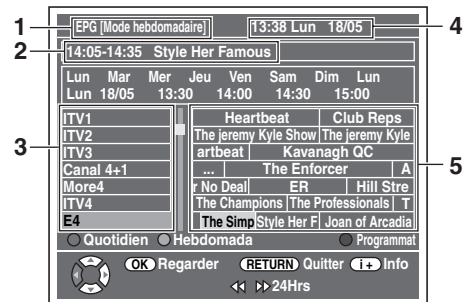 1 EPG [Mode hebdomadaire] 13:38 Lun 18/05 4
2 14:05-14:35 Style Her Famous
Lun Mar Mer Jeu Ven Sam Dim Lun
Lun 18/05 13:30 14:00 14:30 15:00
3 5
ITV1 Heartbeat Club Reps
ITV2 The jeremy Kyle Show The jeremy Kyle
ITV3 artbeat Kavanagh QC
Canal 4+1 ... The Enforcer A
More4 r No Deal ER Hill Stre
ITV4 The Champions The Professionals T
E4 The Simp Style Her F Joan of Arcadia
Quotidien Hebdomada Programmat
OK Regarder RETURN Quitter i+ Info
24Hrs